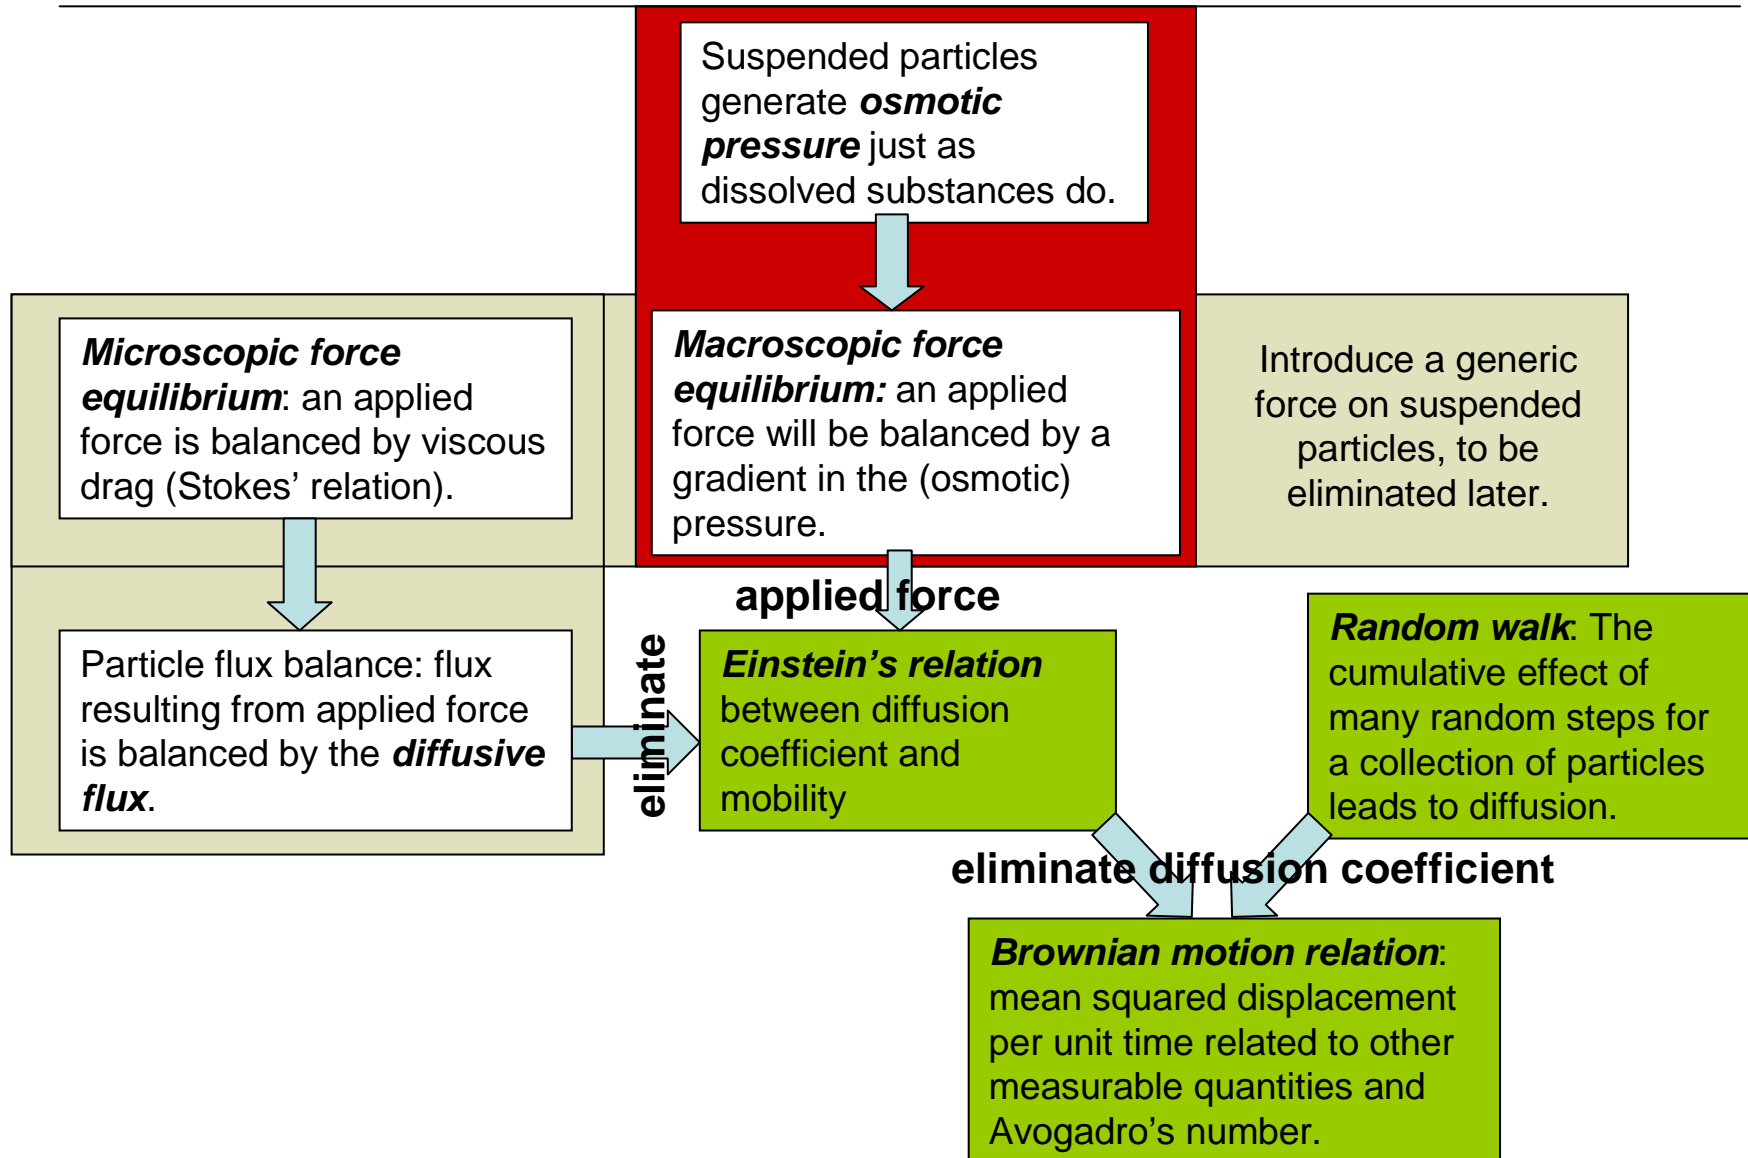 Suspended particles
generate osmotic
pressure just as
dissolved substances do.
Microscopic force
equilibrium: an applied
force is balanced by viscous
drag (Stokes’ relation).
Macroscopic force
equilibrium: an applied
force will be balanced by a
gradient in the (osmotic)
pressure.
Introduce a generic
force on suspended
particles, to be
eliminated later.
applied force
Particle flux balance: flux
resulting from applied force
is balanced by the diffusive
flux.
eliminate
Einstein’s relation
between diffusion
coefficient and
mobility
Random walk: The
cumulative effect of
many random steps for
a collection of particles
leads to diffusion.
eliminate diffusion coefficient
Brownian motion relation:
mean squared displacement
per unit time related to other
measurable quantities and
Avogadro’s number.